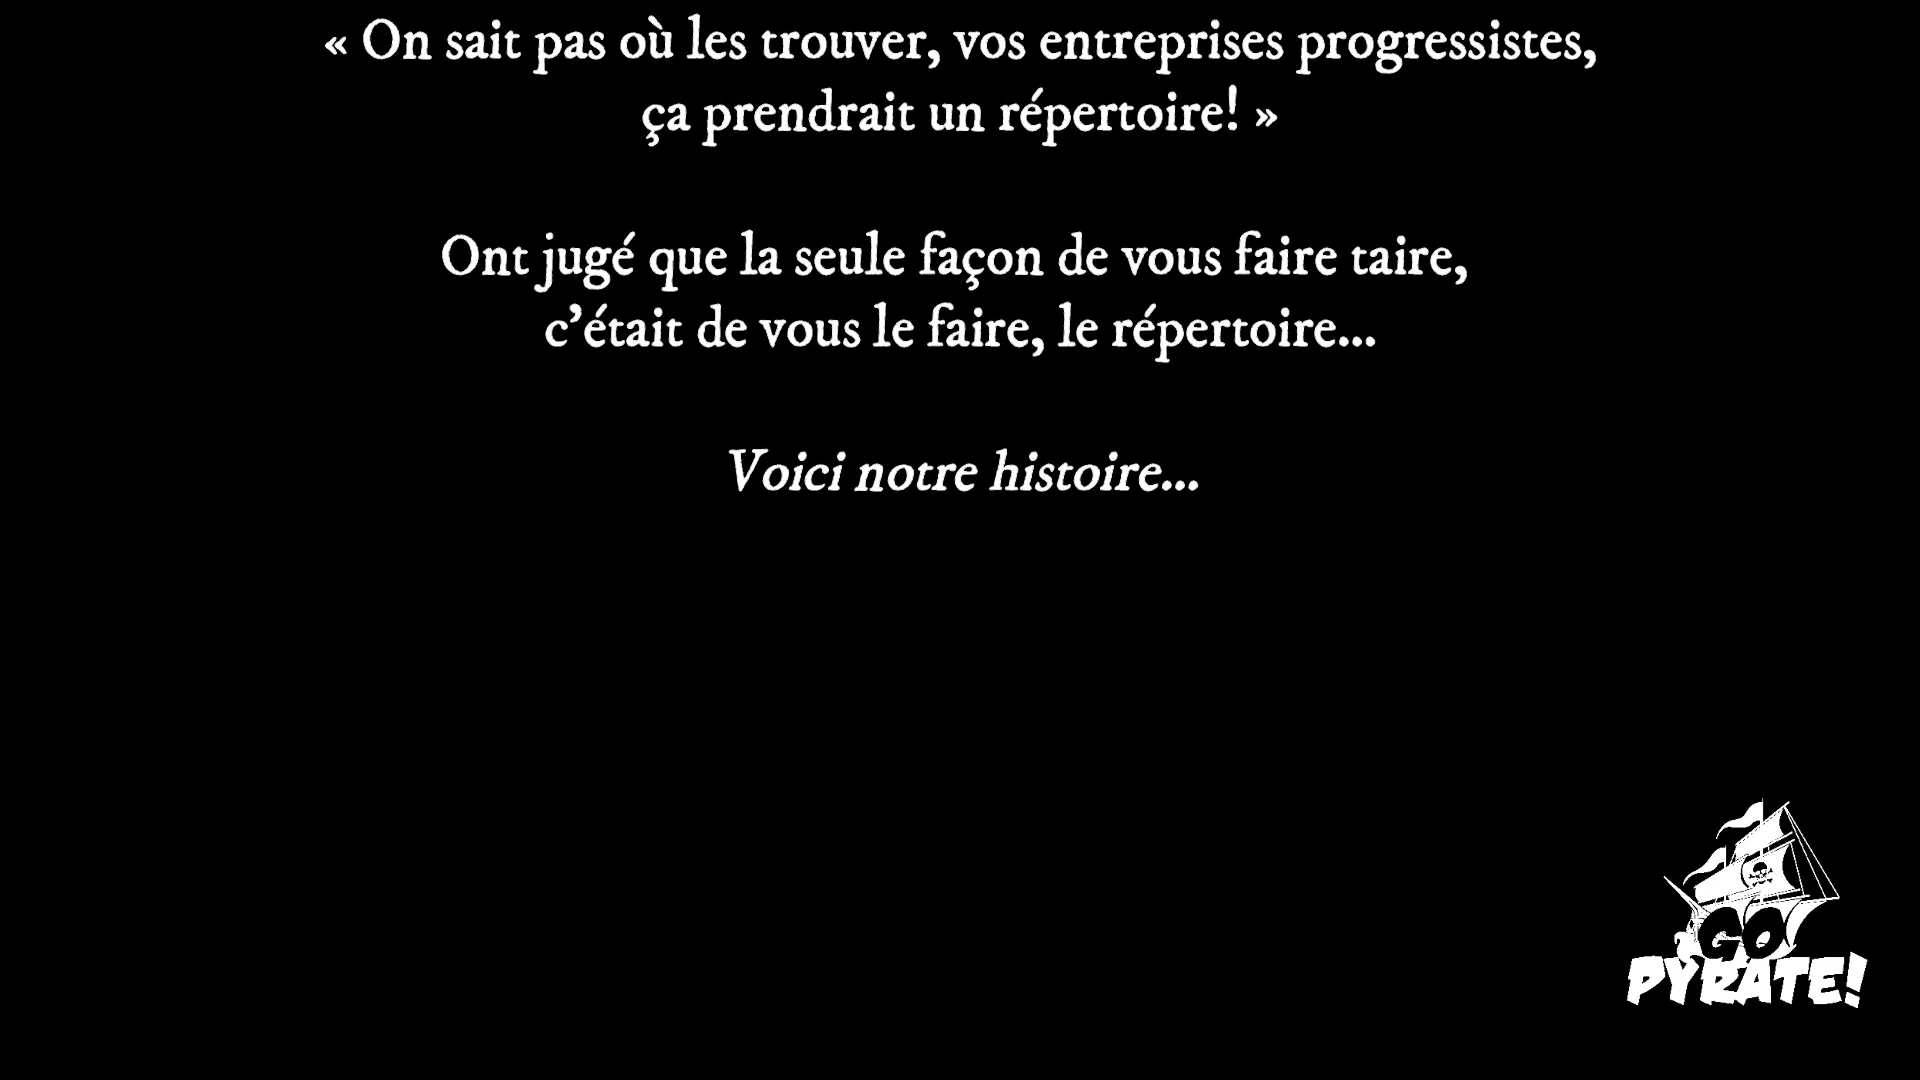 « On sait pas où les trouver, vos entreprises progressistes,
ça prendrait un répertoire! »
Ont jugé que la seule façon de vous faire taire,
c’était de vous le faire, le répertoire...
Voici notre histoire...
GO
PYRATE!